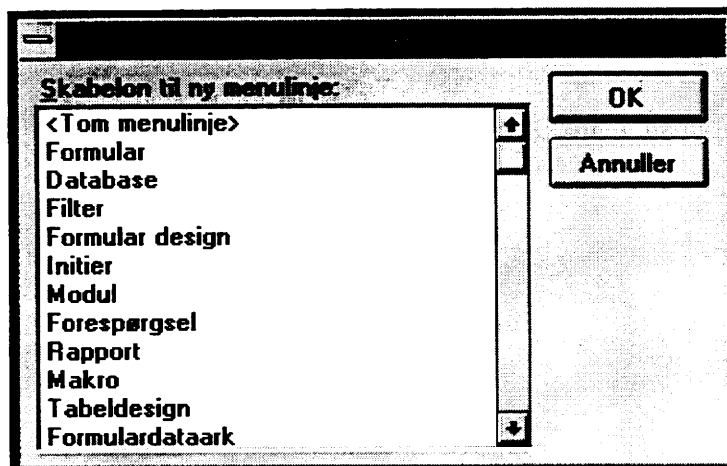 Skabelon til ny menulinje:
<Tom menulinje>
Formular
Database
Filter
Formular design
Initier
Modul
Forespørgsel
Rapport
Makro
Tabeldesign
Formulardataark
OK
Annuller